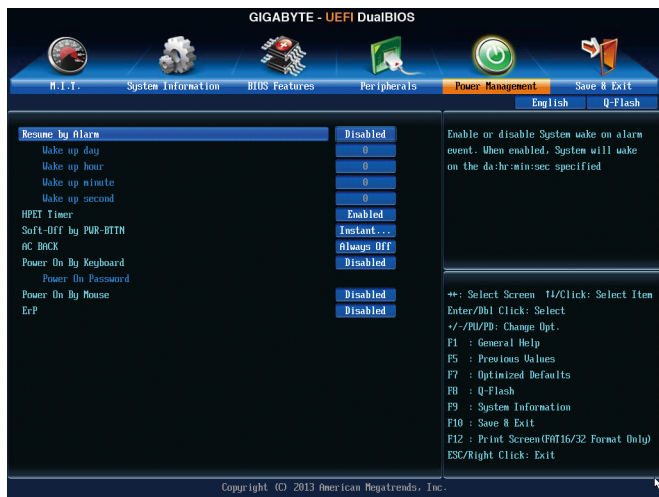 GIGABYTE - UEFI DualBIOS
M.I.T. System Information BIOS Features Peripherals Power Management Save & Exit
English Q-Flash
Resume by Alarm Disabled
Wake up day 0
Wake up hour 0
Wake up minute 0
Wake up second 0
HPET Timer Enabled
Soft-Off by PWR-BTTN Instant...
AC BACK Always Off
Power On By Keyboard Disabled
Power On Password
Power On By Mouse Disabled
ErP Disabled
Enable or disable System wake on alarm
event. When enabled, System will wake
on the da:hr:min:sec specified
→←: Select Screen ↑↓/Click: Select Item
Enter/Dbl Click: Select
+/-/PU/PD: Change Opt.
F1 : General Help
F5 : Previous Values
F7 : Optimized Defaults
F8 : Q-Flash
F9 : System Information
F10 : Save & Exit
F12 : Print Screen(FAT16/32 Format Only)
ESC/Right Click: Exit
Copyright (C) 2013 American Megatrends, Inc.